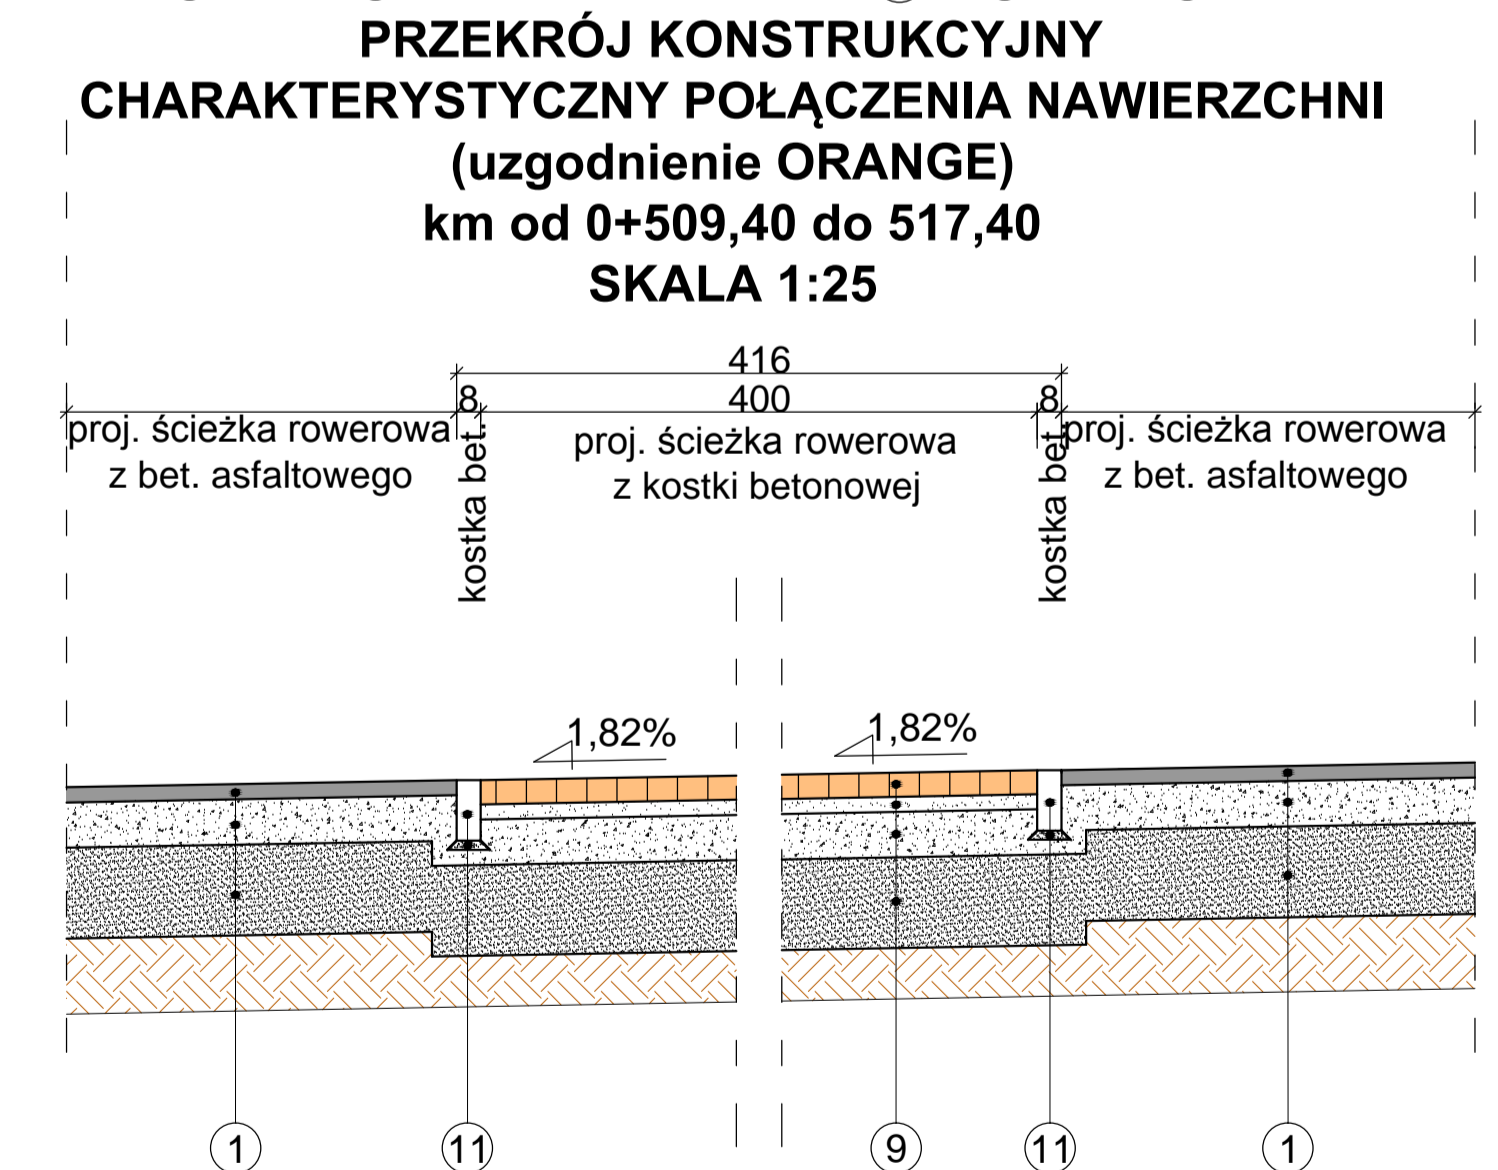 PRZEKRÓJ KONSTRUKCYJNY
CHARAKTERYSTYCZNY POŁĄCZENIA NAWIERZCHNI
(uzgodnienie ORANGE)
km od 0+509,40 do 517,40
SKALA 1:25
416
8
400
8
proj. ścieżka rowerowa
z bet. asfaltowego
kostka bet.
proj. ścieżka rowerowa
z kostki betonowej
kostka bet.
proj. ścieżka rowerowa
z bet. asfaltowego
1,82%
1,82%
1
11
9
11
1